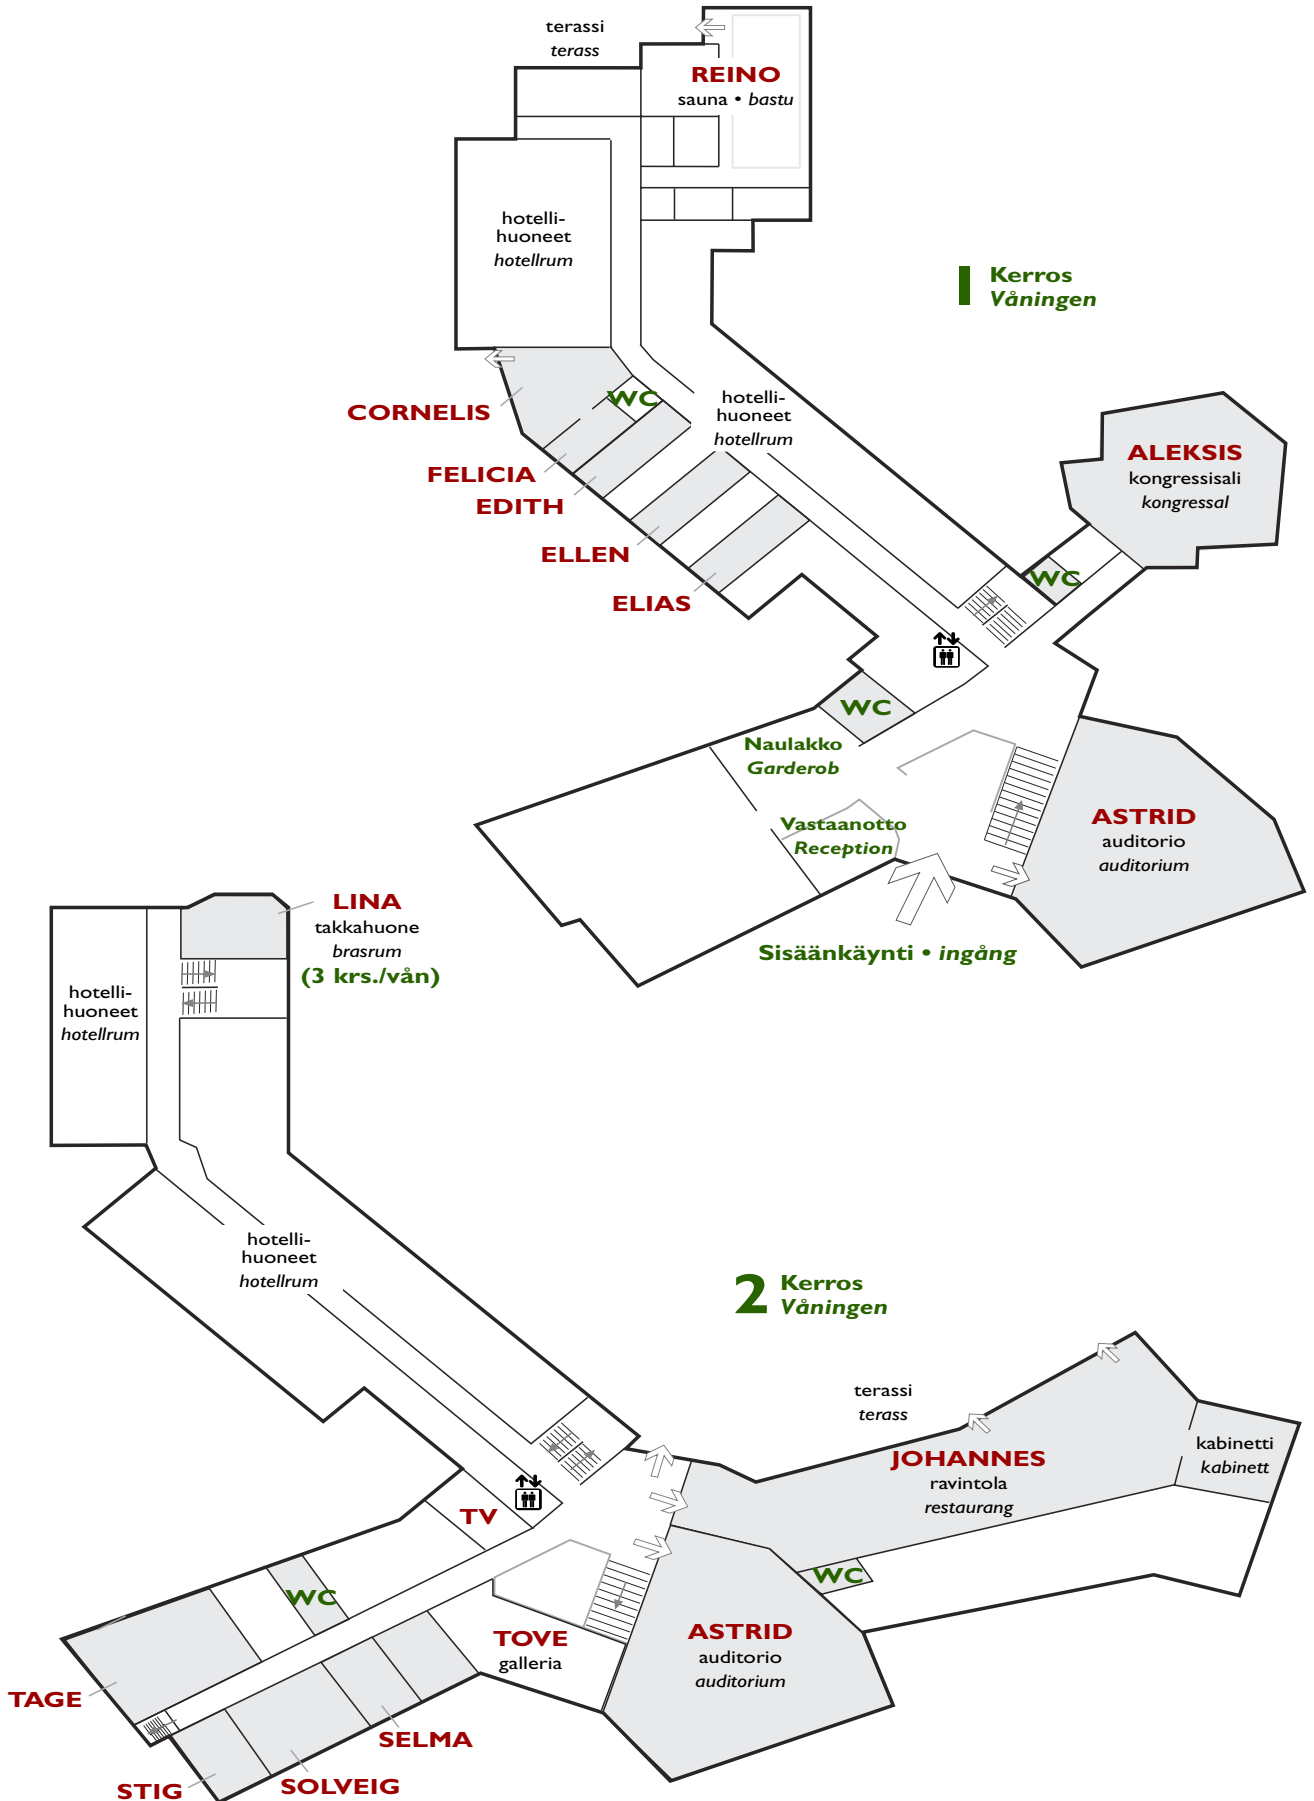 terassi
terass
REINO
sauna • bastu
hotelli-
huoneet
hotellrum
1 Kerros
Våningen
CORNELIS
WC
hotelli-
huoneet
hotellrum
FELICIA
EDITH
ELLEN
ELIAS
ALEKSIS
kongressisali
kongressal
WC
WC
Naulakko
Garderob
Vastaanotto
Reception
ASTRID
auditorio
auditorium
Sisäänkäynti • ingång
LINA
takkahuone
brasrum
(3 krs./vån)
hotelli-
huoneet
hotellrum
hotelli-
huoneet
hotellrum
2 Kerros
Våningen
terassi
terass
JOHANNES
ravintola
restaurang
kabinetti
kabinett
TV
WC
WC
TOVE
galleria
ASTRID
auditorio
auditorium
TAGE
SELMA
SOLVEIG
STIG